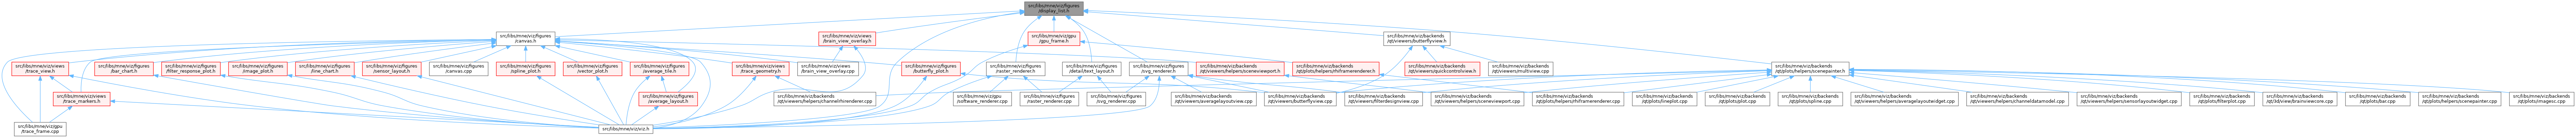 src/libs/mne/viz/figures
/display_list.h
src/libs/mne/viz/figures
/canvas.h
src/libs/mne/viz/views
/brain_view_overlay.h
src/libs/mne/viz/gpu
/gpu_frame.h
src/libs/mne/viz/backends
/qt/viewers/butterflyview.h
src/libs/mne/viz/views
/trace_view.h
src/libs/mne/viz/figures
/bar_chart.h
src/libs/mne/viz/figures
/filter_response_plot.h
src/libs/mne/viz/figures
/image_plot.h
src/libs/mne/viz/figures
/line_chart.h
src/libs/mne/viz/figures
/sensor_layout.h
src/libs/mne/viz/figures
/canvas.cpp
src/libs/mne/viz/figures
/spline_plot.h
src/libs/mne/viz/figures
/vector_plot.h
src/libs/mne/viz/figures
/average_tile.h
src/libs/mne/viz/views
/trace_geometry.h
src/libs/mne/viz/views
/brain_view_overlay.cpp
src/libs/mne/viz/figures
/butterfly_plot.h
src/libs/mne/viz/figures
/raster_renderer.h
src/libs/mne/viz/figures
/detail/text_layout.h
src/libs/mne/viz/figures
/svg_renderer.h
src/libs/mne/viz/backends
/qt/viewers/helpers/sceneviewport.h
src/libs/mne/viz/backends
/qt/plots/helpers/rhiframerenderer.h
src/libs/mne/viz/backends
/qt/viewers/quickcontrolview.h
src/libs/mne/viz/backends
/qt/viewers/multiview.cpp
src/libs/mne/viz/backends
/qt/plots/helpers/scenepainter.h
src/libs/mne/viz/views
/trace_markers.h
src/libs/mne/viz/figures
/average_layout.h
src/libs/mne/viz/backends
/qt/viewers/helpers/channelrhirenderer.cpp
src/libs/mne/viz/gpu
/software_renderer.cpp
src/libs/mne/viz/figures
/raster_renderer.cpp
src/libs/mne/viz/figures
/svg_renderer.cpp
src/libs/mne/viz/backends
/qt/viewers/averagelayoutview.cpp
src/libs/mne/viz/backends
/qt/viewers/butterflyview.cpp
src/libs/mne/viz/backends
/qt/viewers/filterdesignview.cpp
src/libs/mne/viz/backends
/qt/viewers/helpers/sceneviewport.cpp
src/libs/mne/viz/backends
/qt/plots/helpers/rhiframerenderer.cpp
src/libs/mne/viz/backends
/qt/plots/lineplot.cpp
src/libs/mne/viz/backends
/qt/plots/plot.cpp
src/libs/mne/viz/backends
/qt/plots/spline.cpp
src/libs/mne/viz/backends
/qt/viewers/helpers/averagelayoutwidget.cpp
src/libs/mne/viz/backends
/qt/viewers/helpers/channeldatamodel.cpp
src/libs/mne/viz/backends
/qt/viewers/helpers/sensorlayoutwidget.cpp
src/libs/mne/viz/backends
/qt/plots/filterplot.cpp
src/libs/mne/viz/backends
/qt/3d/view/brainviewcore.cpp
src/libs/mne/viz/backends
/qt/plots/bar.cpp
src/libs/mne/viz/backends
/qt/plots/helpers/scenepainter.cpp
src/libs/mne/viz/backends
/qt/plots/imagesc.cpp
src/libs/mne/viz/gpu
/trace_frame.cpp
src/libs/mne/viz/viz.h